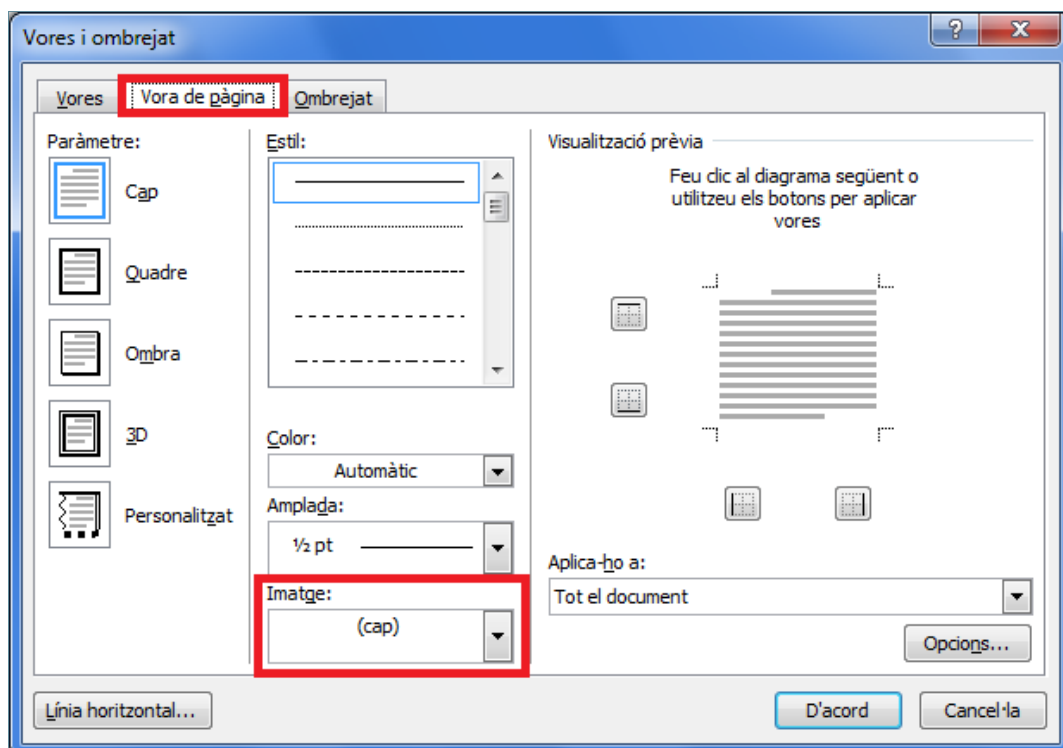 Vores i ombrejat
Vores
Vora de pàgina
Ombrejat
Paràmetre:
Cap
Quadre
Ombra
3D
Personalitzat
Estil:
Color:
Automàtic
Amplada:
½ pt
Imatge:
(cap)
Visualització prèvia
Feu clic al diagrama següent o
utilitzeu els botons per aplicar
vores
Aplica-ho a:
Tot el document
Opcions...
Línia horitzontal...
D'acord
Cancel·la